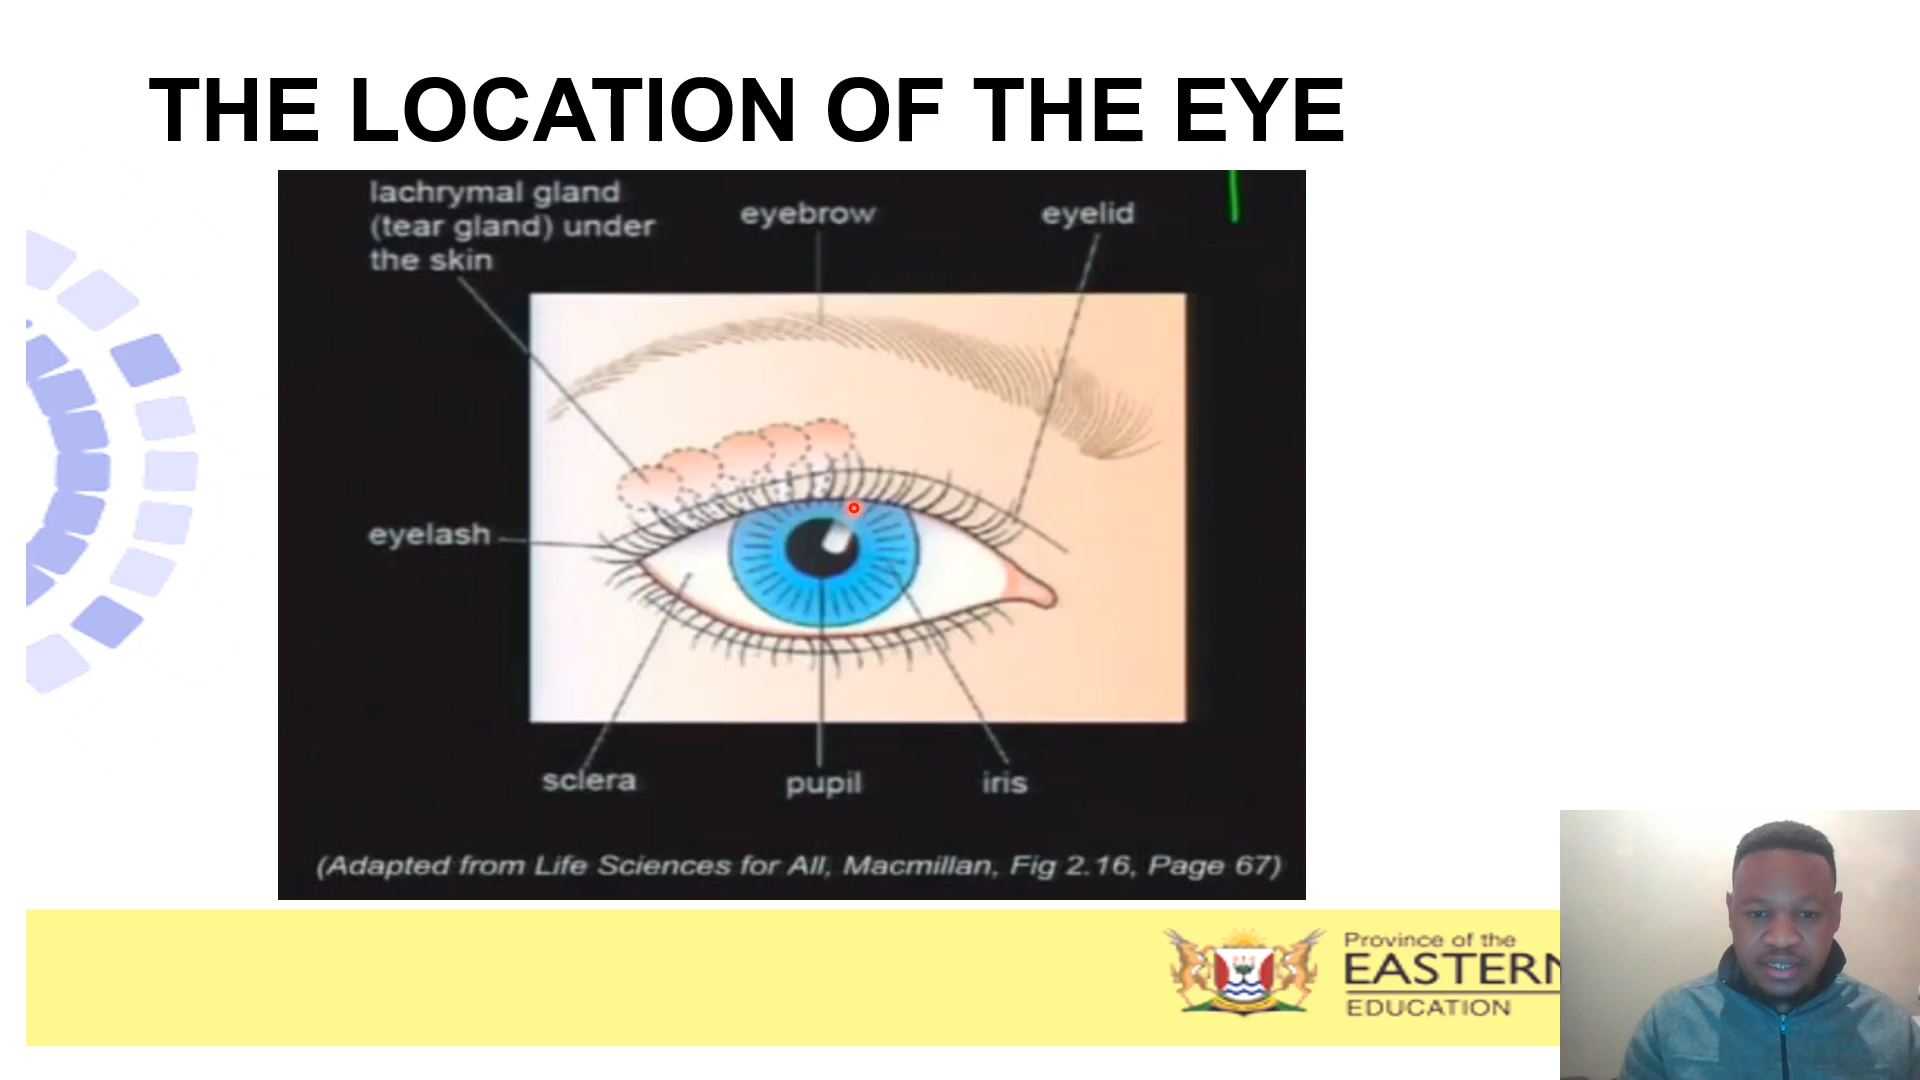 THE LOCATION OF THE EYE
lachrymal gland
(tear gland) under
the skin
eyebrow
eyelid
eyelash
sclera
pupil
iris
(Adapted from Life Sciences for All, Macmillan, Fig 2.16, Page 67)
Province of the
EASTERN
EDUCATION